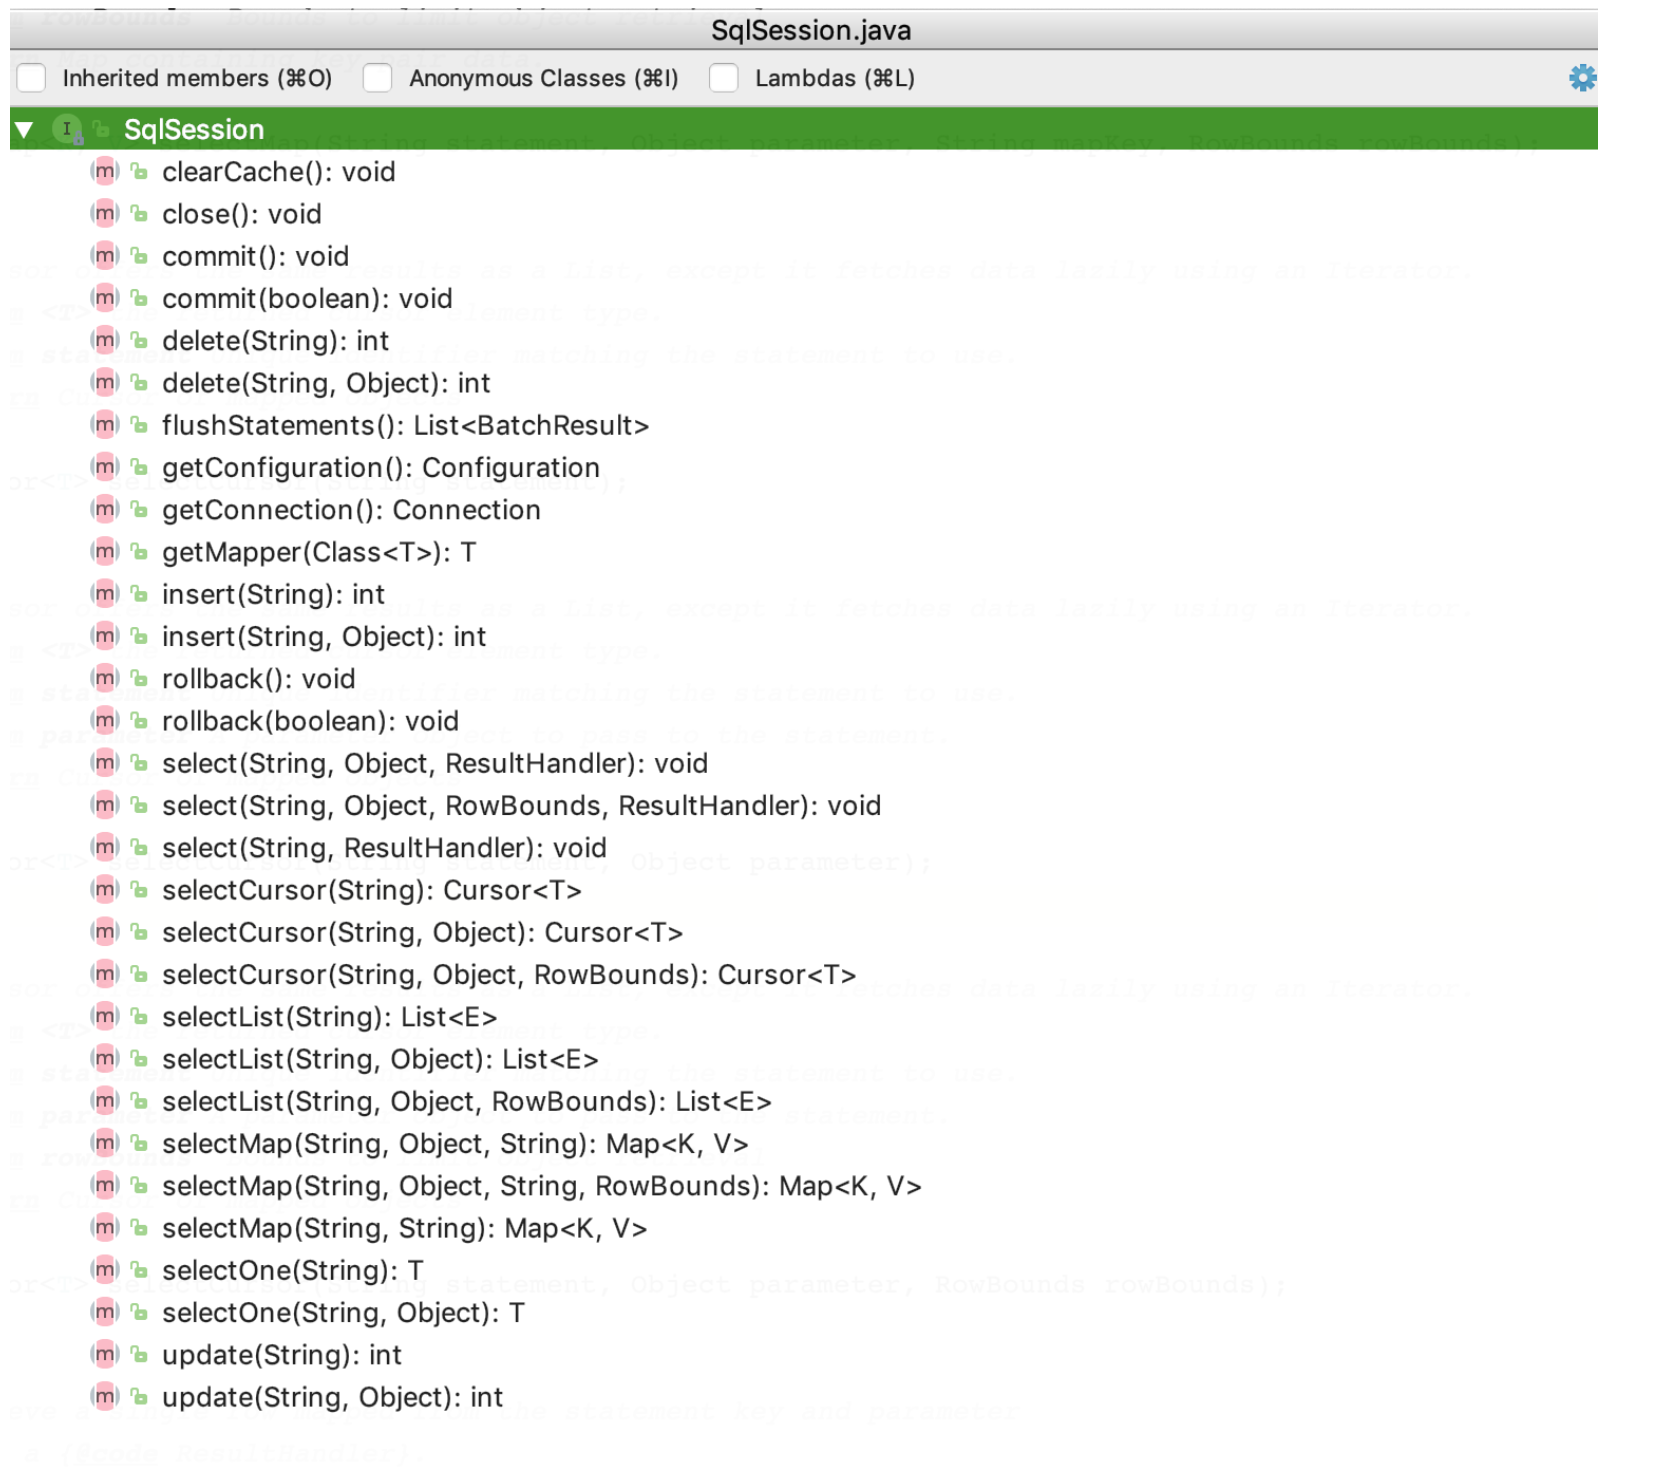 SqlSession.java
Inherited members (⌘O) Anonymous Classes (⌘I) Lambdas (⌘L)
SqlSession
clearCache(): void
close(): void
commit(): void
commit(boolean): void
delete(String): int
delete(String, Object): int
flushStatements(): List<BatchResult>
getConfiguration(): Configuration
getConnection(): Connection
getMapper(Class<T>): T
insert(String): int
insert(String, Object): int
rollback(): void
rollback(boolean): void
select(String, Object, ResultHandler): void
select(String, Object, RowBounds, ResultHandler): void
select(String, ResultHandler): void
selectCursor(String): Cursor<T>
selectCursor(String, Object): Cursor<T>
selectCursor(String, Object, RowBounds): Cursor<T>
selectList(String): List<E>
selectList(String, Object): List<E>
selectList(String, Object, RowBounds): List<E>
selectMap(String, Object, String): Map<K, V>
selectMap(String, Object, String, RowBounds): Map<K, V>
selectMap(String, String): Map<K, V>
selectOne(String): T
selectOne(String, Object): T
update(String): int
update(String, Object): int